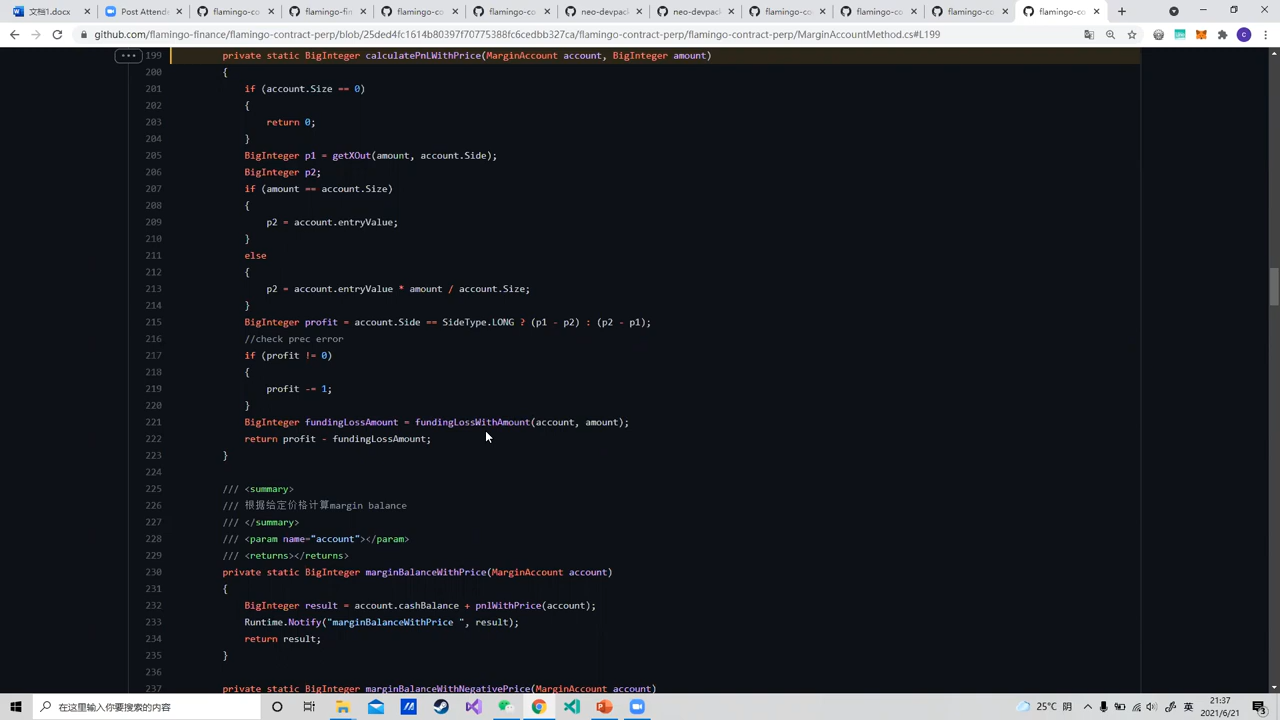 文档1.docx
Post Attende
flamingo-co
flamingo-fin
flamingo-co
flamingo-co
neo-devpack
neo-devpack
flamingo-co
flamingo-co
flamingo-co
flamingo-co
github.com/flamingo-finance/flamingo-contract-perp/blob/25ded4fc1614b80397f70775388fc6cedbb327ca/flamingo-contract-perp/flamingo-contract-perp/MarginAccountMethod.cs#L199
199 private static BigInteger calculatePnLWithPrice(MarginAccount account, BigInteger amount)
200 {
201 if (account.Size == 0)
202 {
203 return 0;
204 }
205 BigInteger p1 = getXOut(amount, account.Side);
206 BigInteger p2;
207 if (amount == account.Size)
208 {
209 p2 = account.entryValue;
210 }
211 else
212 {
213 p2 = account.entryValue * amount / account.Size;
214 }
215 BigInteger profit = account.Side == SideType.LONG ? (p1 - p2) : (p2 - p1);
216 //check prec error
217 if (profit != 0)
218 {
219 profit -= 1;
220 }
221 BigInteger fundingLossAmount = fundingLossWithAmount(account, amount);
222 return profit - fundingLossAmount;
223 }
224
225 /// <summary>
226 /// 根据给定价格计算margin balance
227 /// </summary>
228 /// <param name="account"></param>
229 /// <returns></returns>
230 private static BigInteger marginBalanceWithPrice(MarginAccount account)
231 {
232 BigInteger result = account.cashBalance + pnlWithPrice(account);
233 Runtime.Notify("marginBalanceWithPrice ", result);
234 return result;
235 }
236
237 private static BigInteger marginBalanceWithNegativePrice(MarginAccount account)
在这里输入你要搜索的内容
25°C 阴
英
21:37
2021/6/21